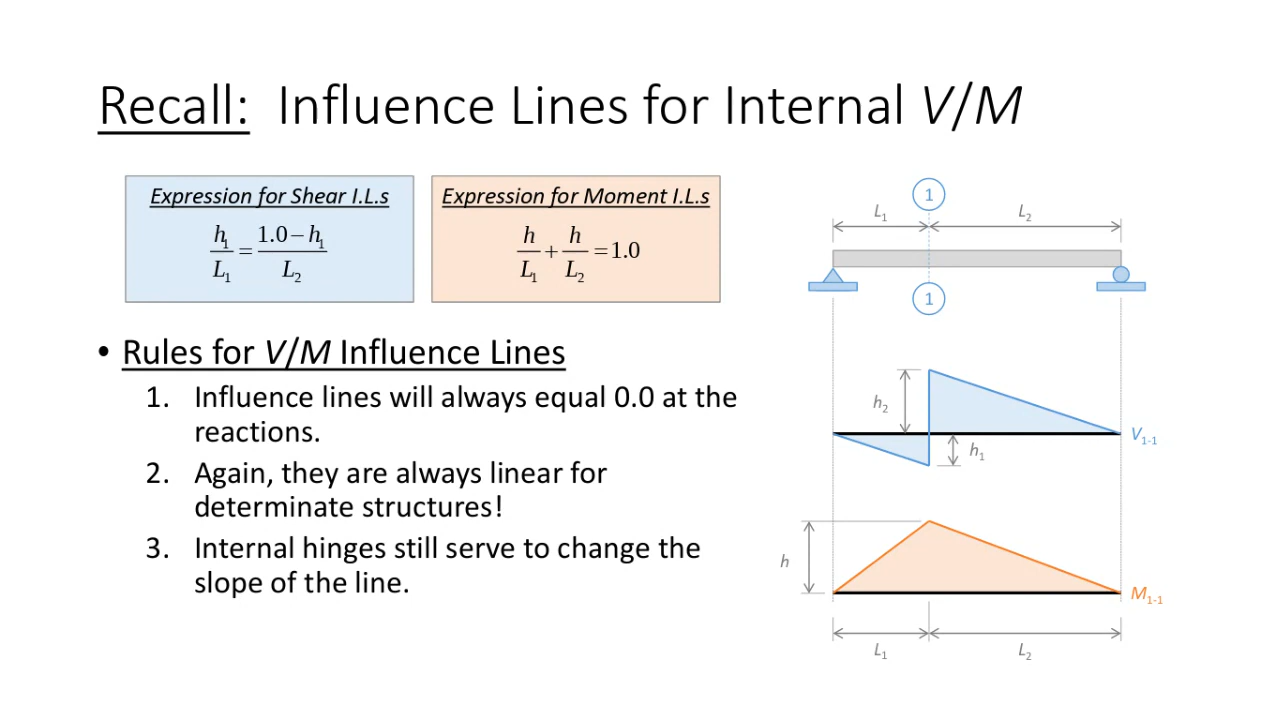 Recall: Influence Lines for Internal V/M
Expression for Shear I.L.s
h₁/L₁ = 1.0 – h₁/L₂
Expression for Moment I.L.s
h/L₁ + h/L₂ = 1.0
• Rules for V/M Influence Lines
1. Influence lines will always equal 0.0 at the
reactions.
2. Again, they are always linear for
determinate structures!
3. Internal hinges still serve to change the
slope of the line.
1
L₁
L₂
1
h₂
V₁₋₁
h₁
h
M₁₋₁
L₁
L₂